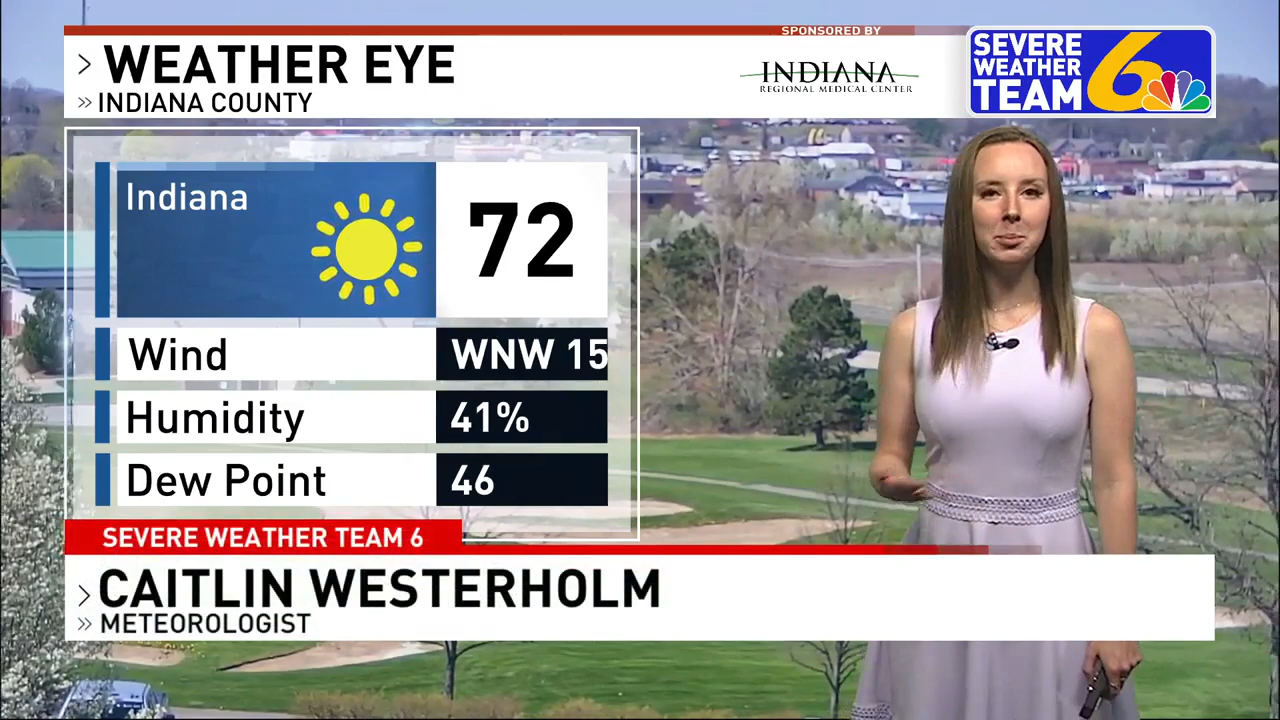 SPONSORED BY
WEATHER EYE
INDIANA COUNTY
INDIANA
REGIONAL MEDICAL CENTER
SEVERE
WEATHER
TEAM
6
Indiana
72
Wind WNW 15
Humidity 41%
Dew Point 46
SEVERE WEATHER TEAM 6
CAITLIN WESTERHOLM
METEOROLOGIST